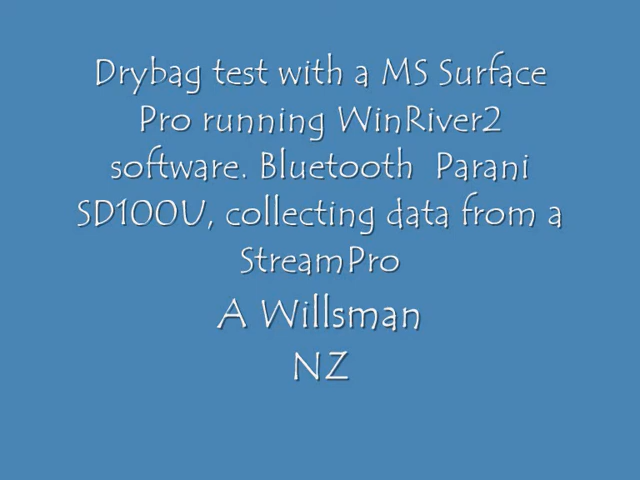 Drybag test with a MS Surface
Pro running WinRiver2
software. Bluetooth  Parani
SD100U, collecting data from a
StreamPro
A Willsman
NZ